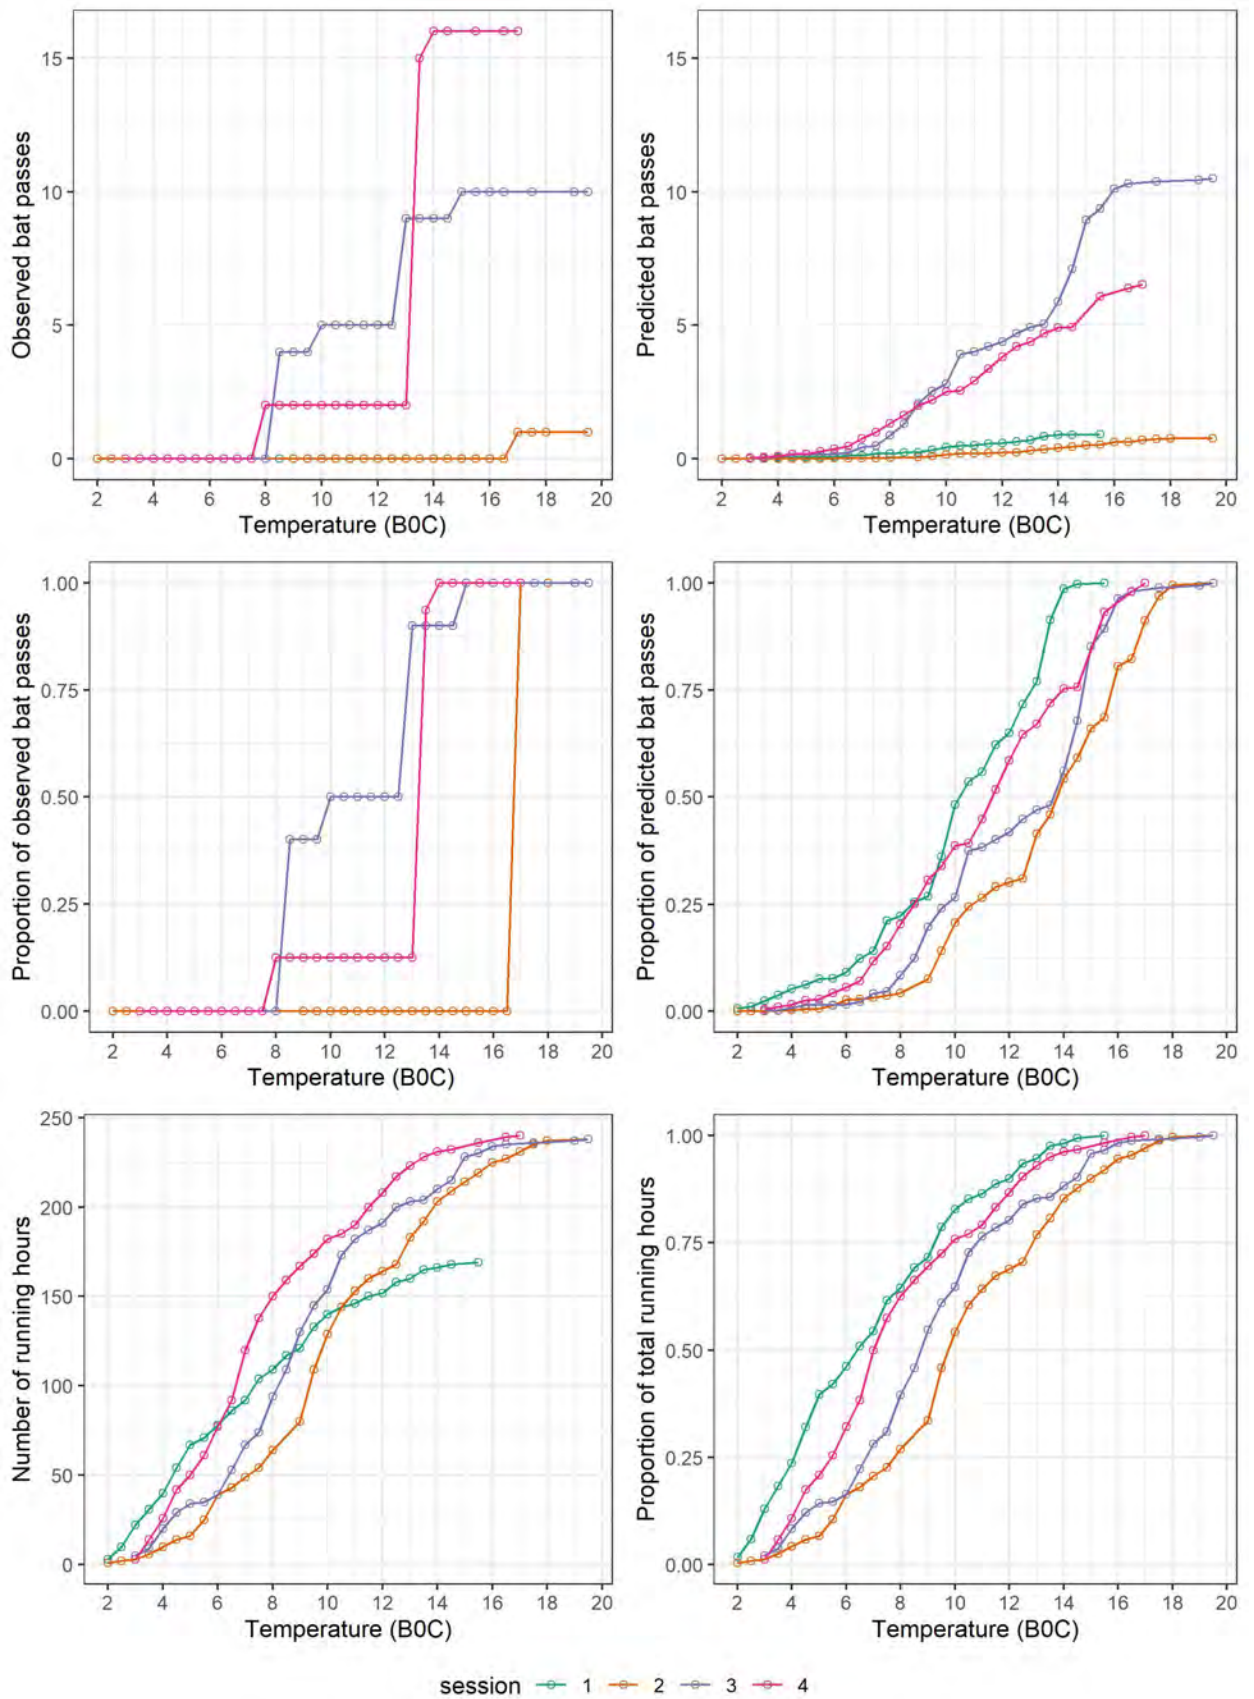 Observed bat passes
15
10
5
0
2 4 6 8 10 12 14 16 18 20
Temperature (B0C)
Predicted bat passes
15
10
5
0
2 4 6 8 10 12 14 16 18 20
Temperature (B0C)
Proportion of observed bat passes
1.00
0.75
0.50
0.25
0.00
2 4 6 8 10 12 14 16 18 20
Temperature (B0C)
Proportion of predicted bat passes
1.00
0.75
0.50
0.25
0.00
2 4 6 8 10 12 14 16 18 20
Temperature (B0C)
Number of running hours
250
200
150
100
50
0
2 4 6 8 10 12 14 16 18 20
Temperature (B0C)
Proportion of total running hours
1.00
0.75
0.50
0.25
0.00
2 4 6 8 10 12 14 16 18 20
Temperature (B0C)
session 1 2 3 4